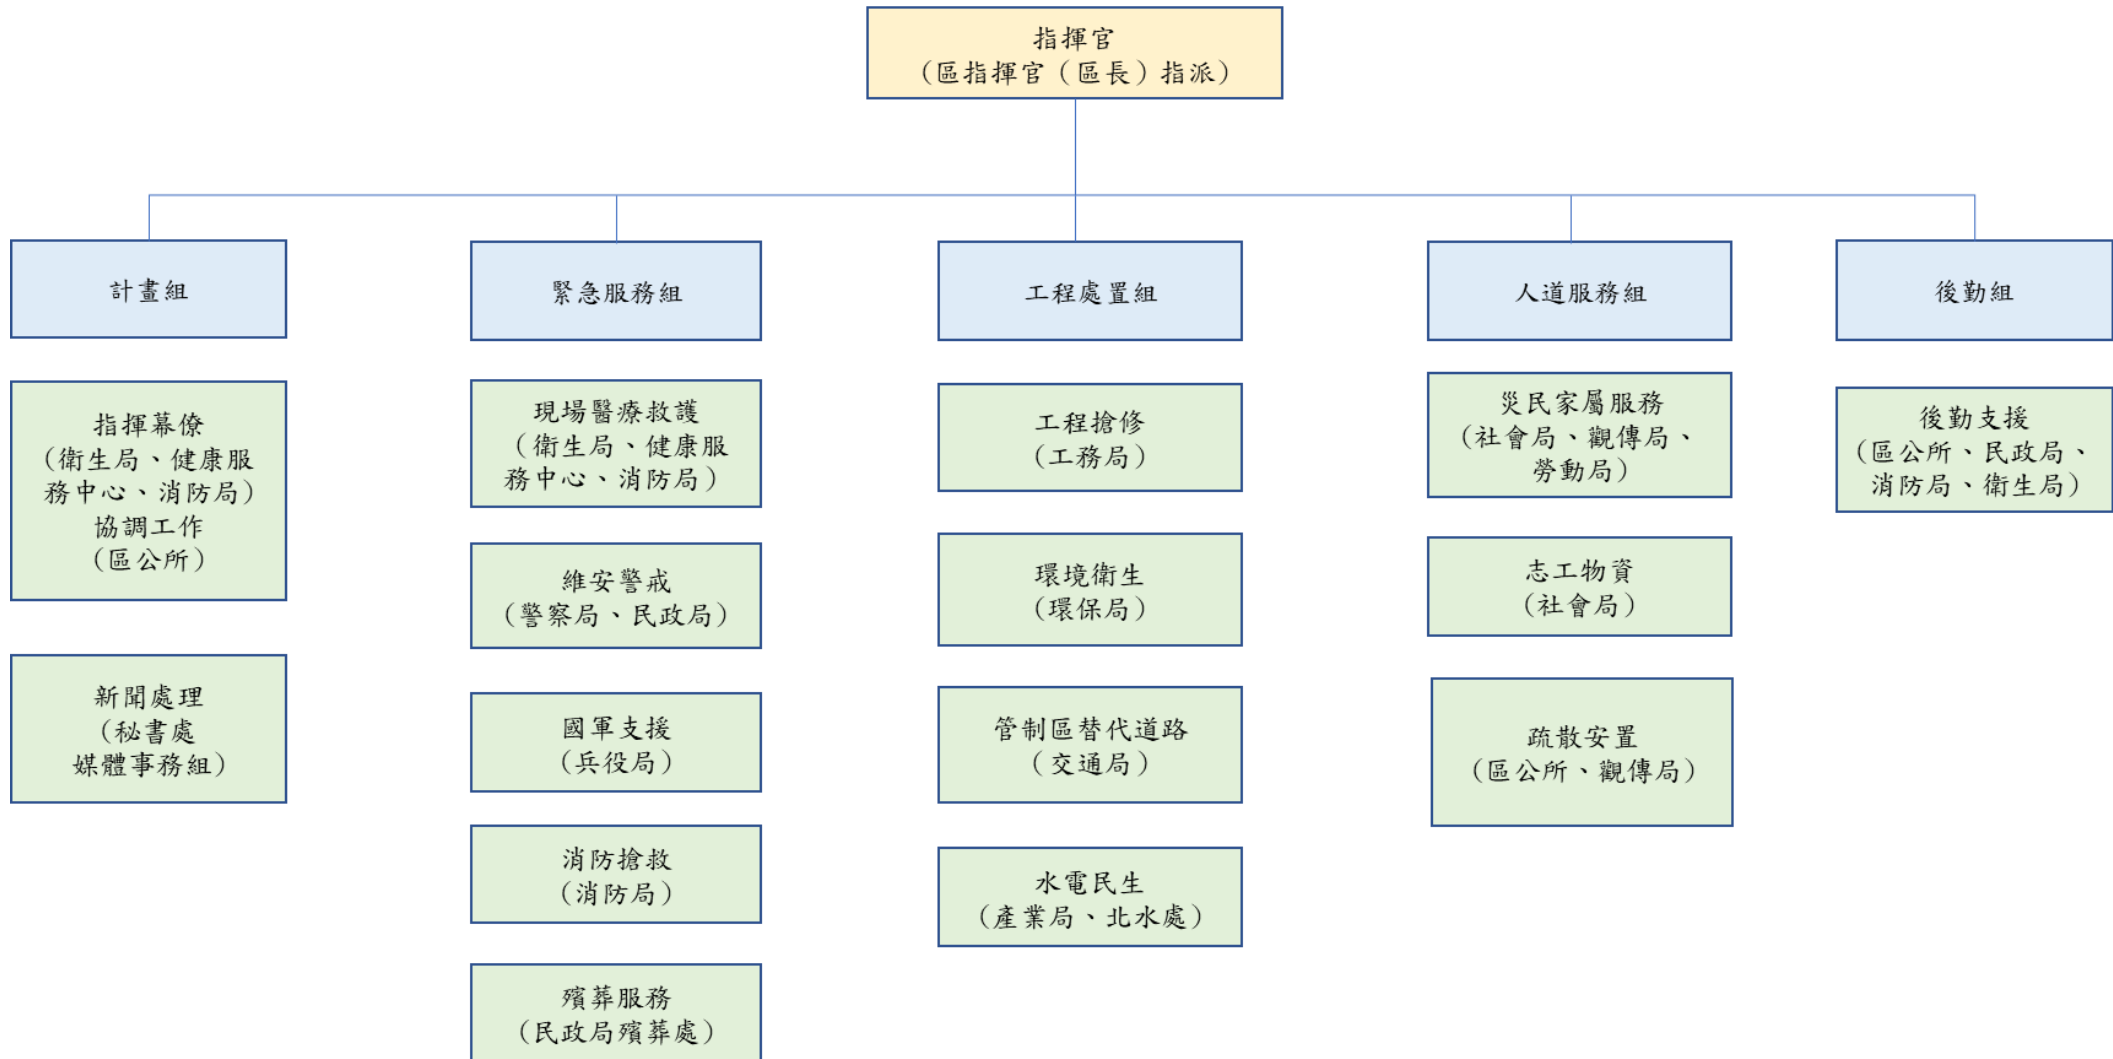 指揮官
（區指揮官（區長）指派）
計畫組
緊急服務組
工程處置組
人道服務組
後勤組
指揮幕僚
（衛生局、健康服
務中心、消防局）
協調工作
（區公所）
新聞處理
（秘書處
媒體事務組）
現場醫療救護
（衛生局、健康服
務中心、消防局）
維安警戒
（警察局、民政局）
國軍支援
（兵役局）
消防搶救
（消防局）
殯葬服務
（民政局殯葬處）
工程搶修
（工務局）
環境衛生
（環保局）
管制區替代道路
（交通局）
水電民生
（產業局、北水處）
災民家屬服務
（社會局、觀傳局、
勞動局）
志工物資
（社會局）
疏散安置
（區公所、觀傳局）
後勤支援
（區公所、民政局、
消防局、衛生局）